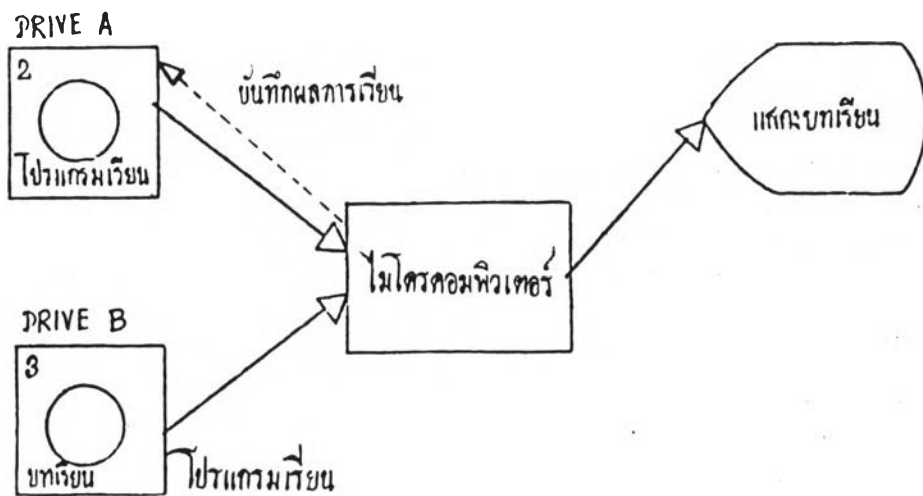 DRIVE A
2
โปรแกรมเรียน
บันทึกผลการเรียน
แสดงบทเรียน
ไมโครคอมพิวเตอร์
DRIVE B
3
บทเรียน
โปรแกรมเรียน